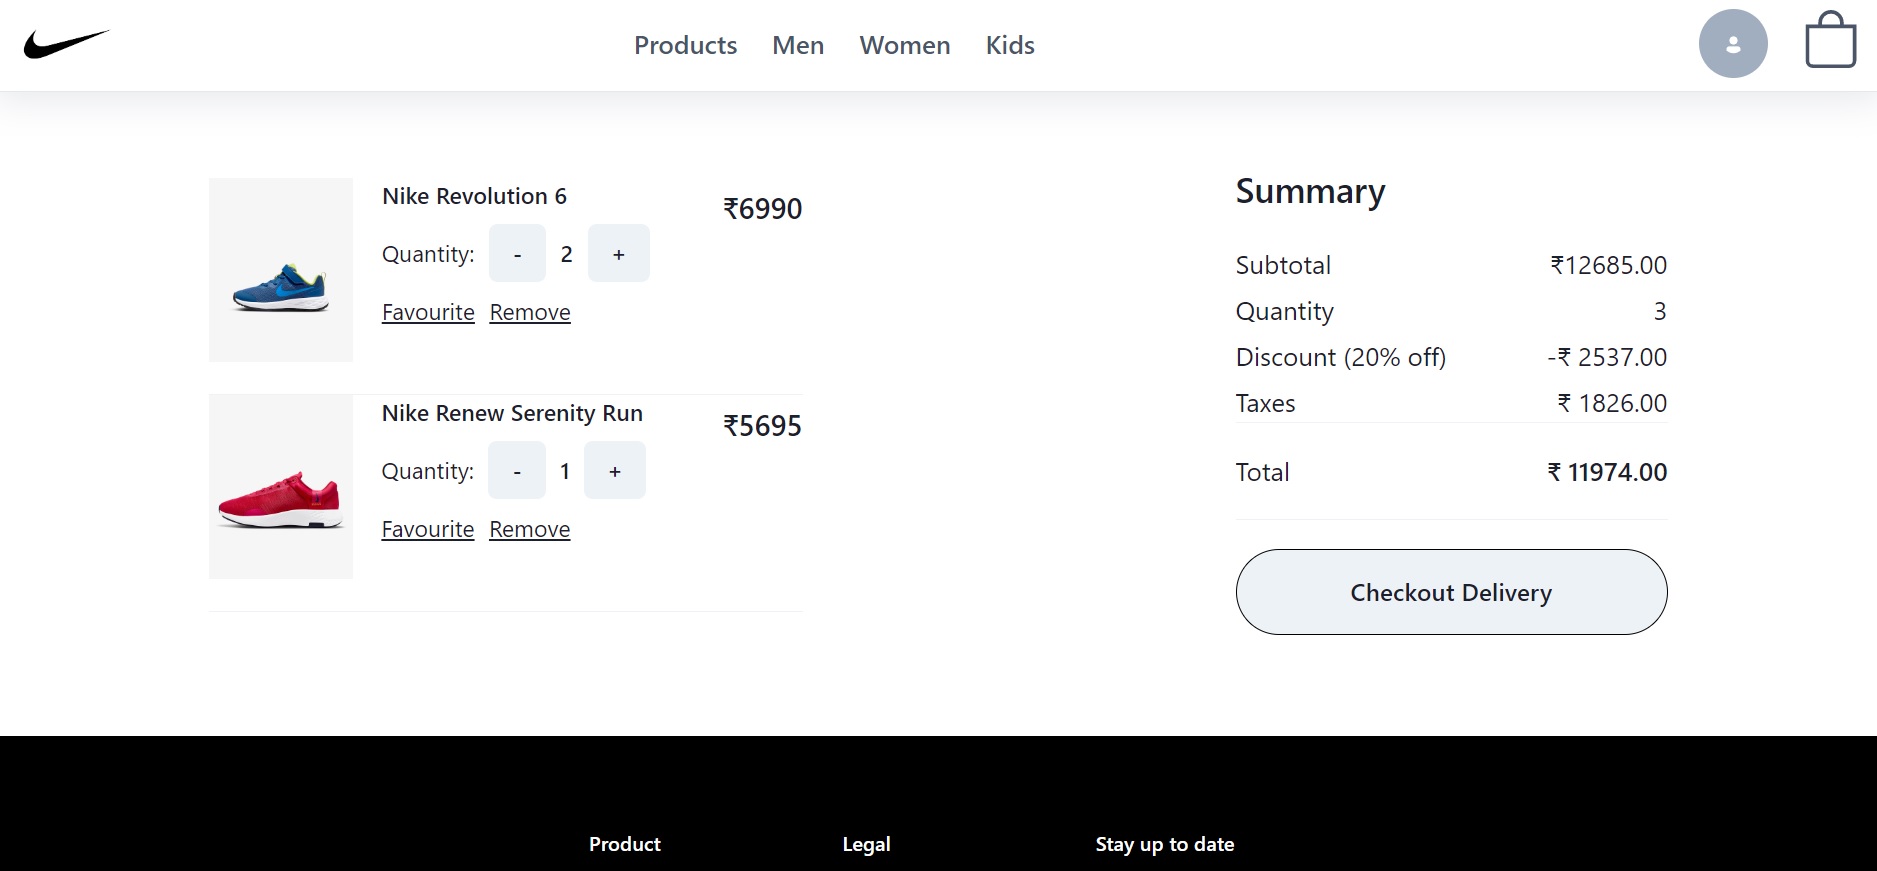 Products Men Women Kids
Nike Revolution 6
₹6990
Quantity: - 2 +
Favourite Remove
Nike Renew Serenity Run
₹5695
Quantity: - 1 +
Favourite Remove
Summary
Subtotal ₹12685.00
Quantity 3
Discount (20% off) -₹ 2537.00
Taxes ₹ 1826.00
Total ₹ 11974.00
Checkout Delivery
Product Legal Stay up to date